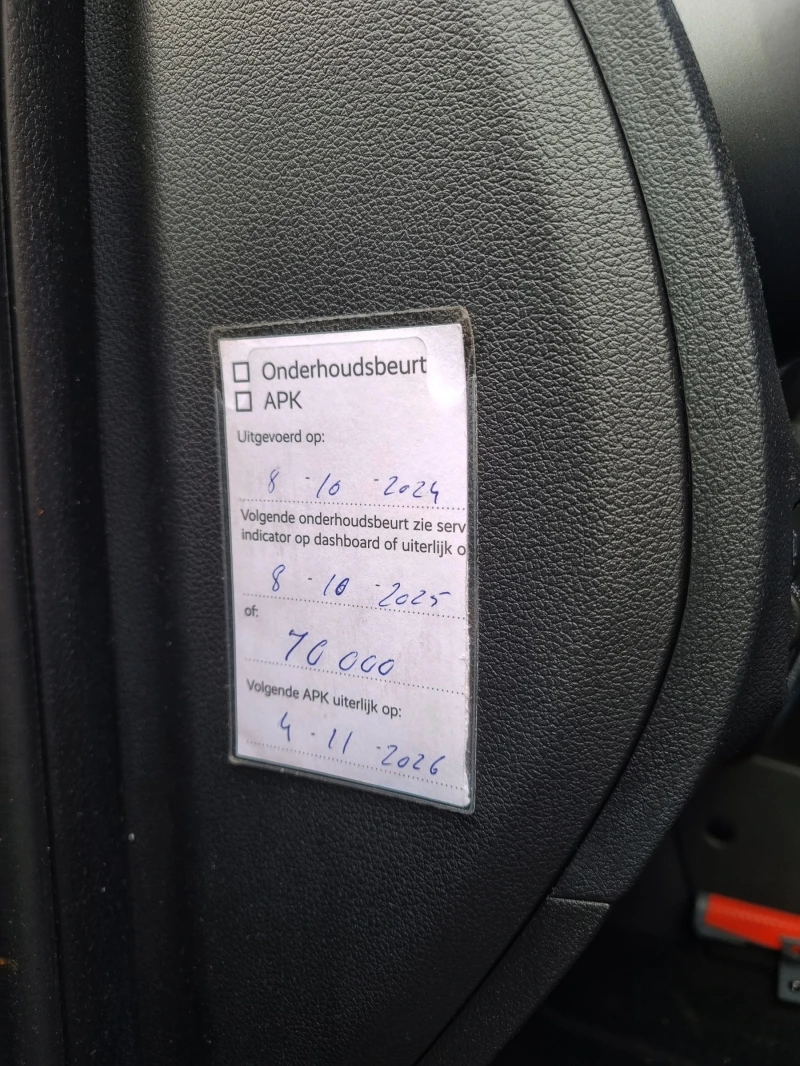 ☐ Onderhoudsbeurt
☐ APK
Uitgevoerd op:
8 - 10 - 2024
Volgende onderhoudsbeurt zie serv
indicator op dashboard of uiterlijk o
8 - 10 - 2025
of:
70 000
Volgende APK uiterlijk op:
4 - 11 - 2026